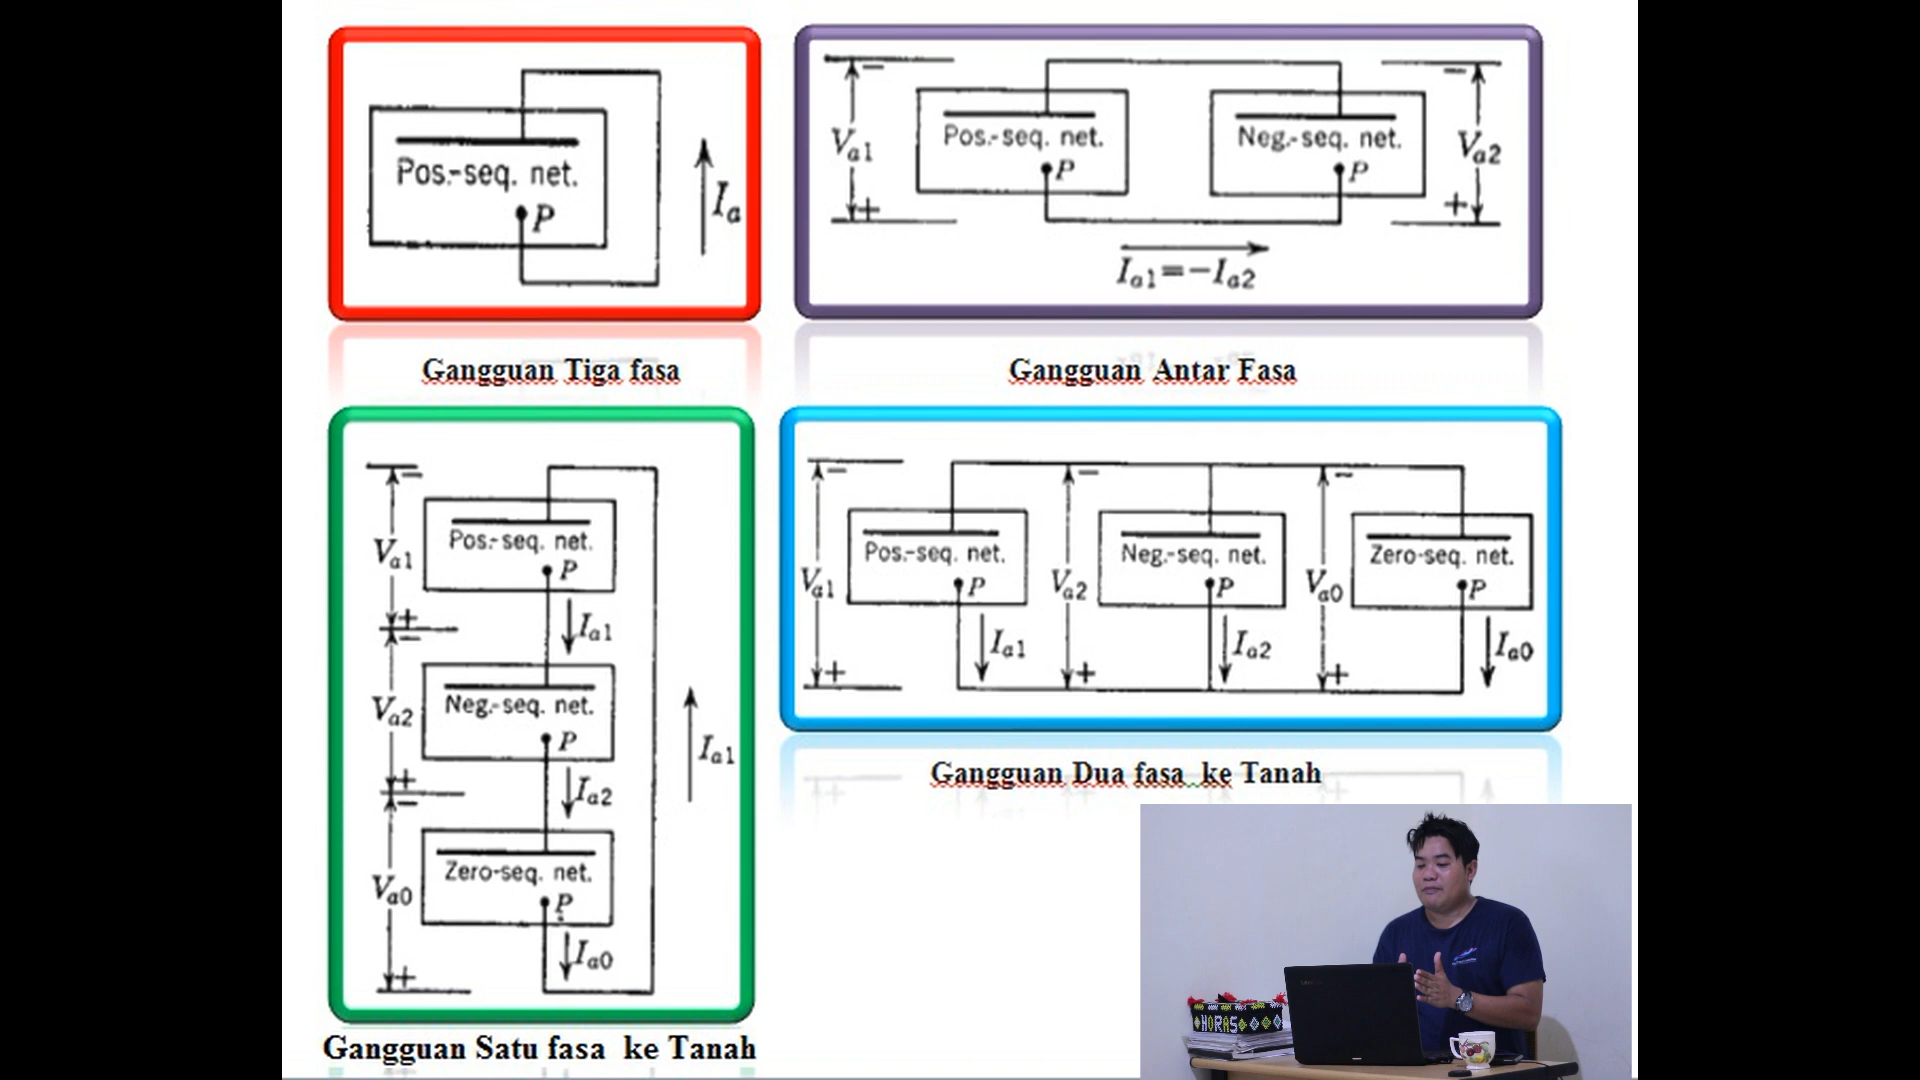 Pos.-seq. net.
P
Ia
Gangguan Tiga fasa
−
Va1
+
Pos.-seq. net.
P
Neg.-seq. net.
P
−
Va2
+
Ia1=−Ia2
Gangguan Antar Fasa
−
Va1
+
Pos.-seq. net.
P
Ia1
−
Va2
+
Neg.-seq. net.
P
Ia2
−
Va0
+
Zero-seq. net.
P
Ia0
Ia1
Gangguan Satu fasa ke Tanah
−
Va1
+
Pos.-seq. net.
P
Ia1
−
Va2
+
Neg.-seq. net.
P
Ia2
−
Va0
+
Zero-seq. net.
P
Ia0
Gangguan Dua fasa ke Tanah
HORAS